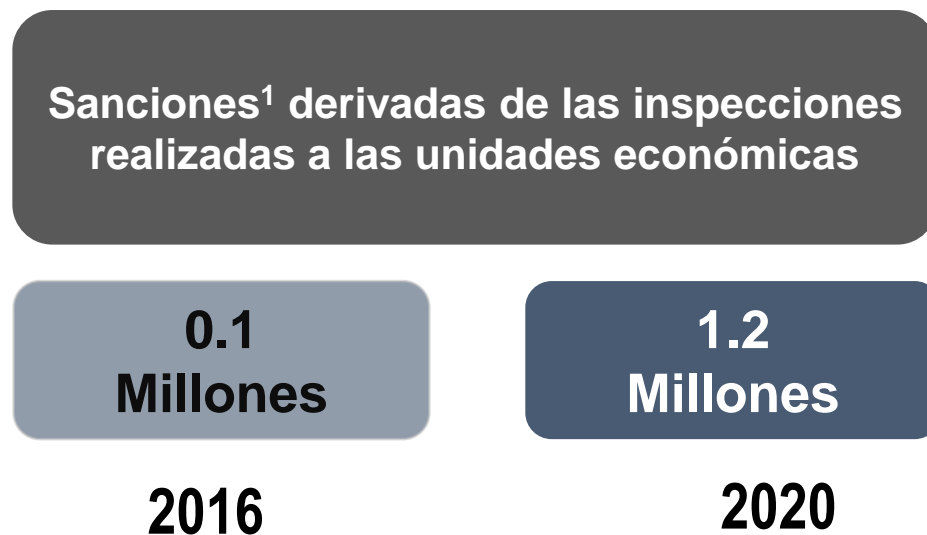 Sanciones¹ derivadas de las inspecciones
realizadas a las unidades económicas
0.1
Millones
1.2
Millones
2016
2020